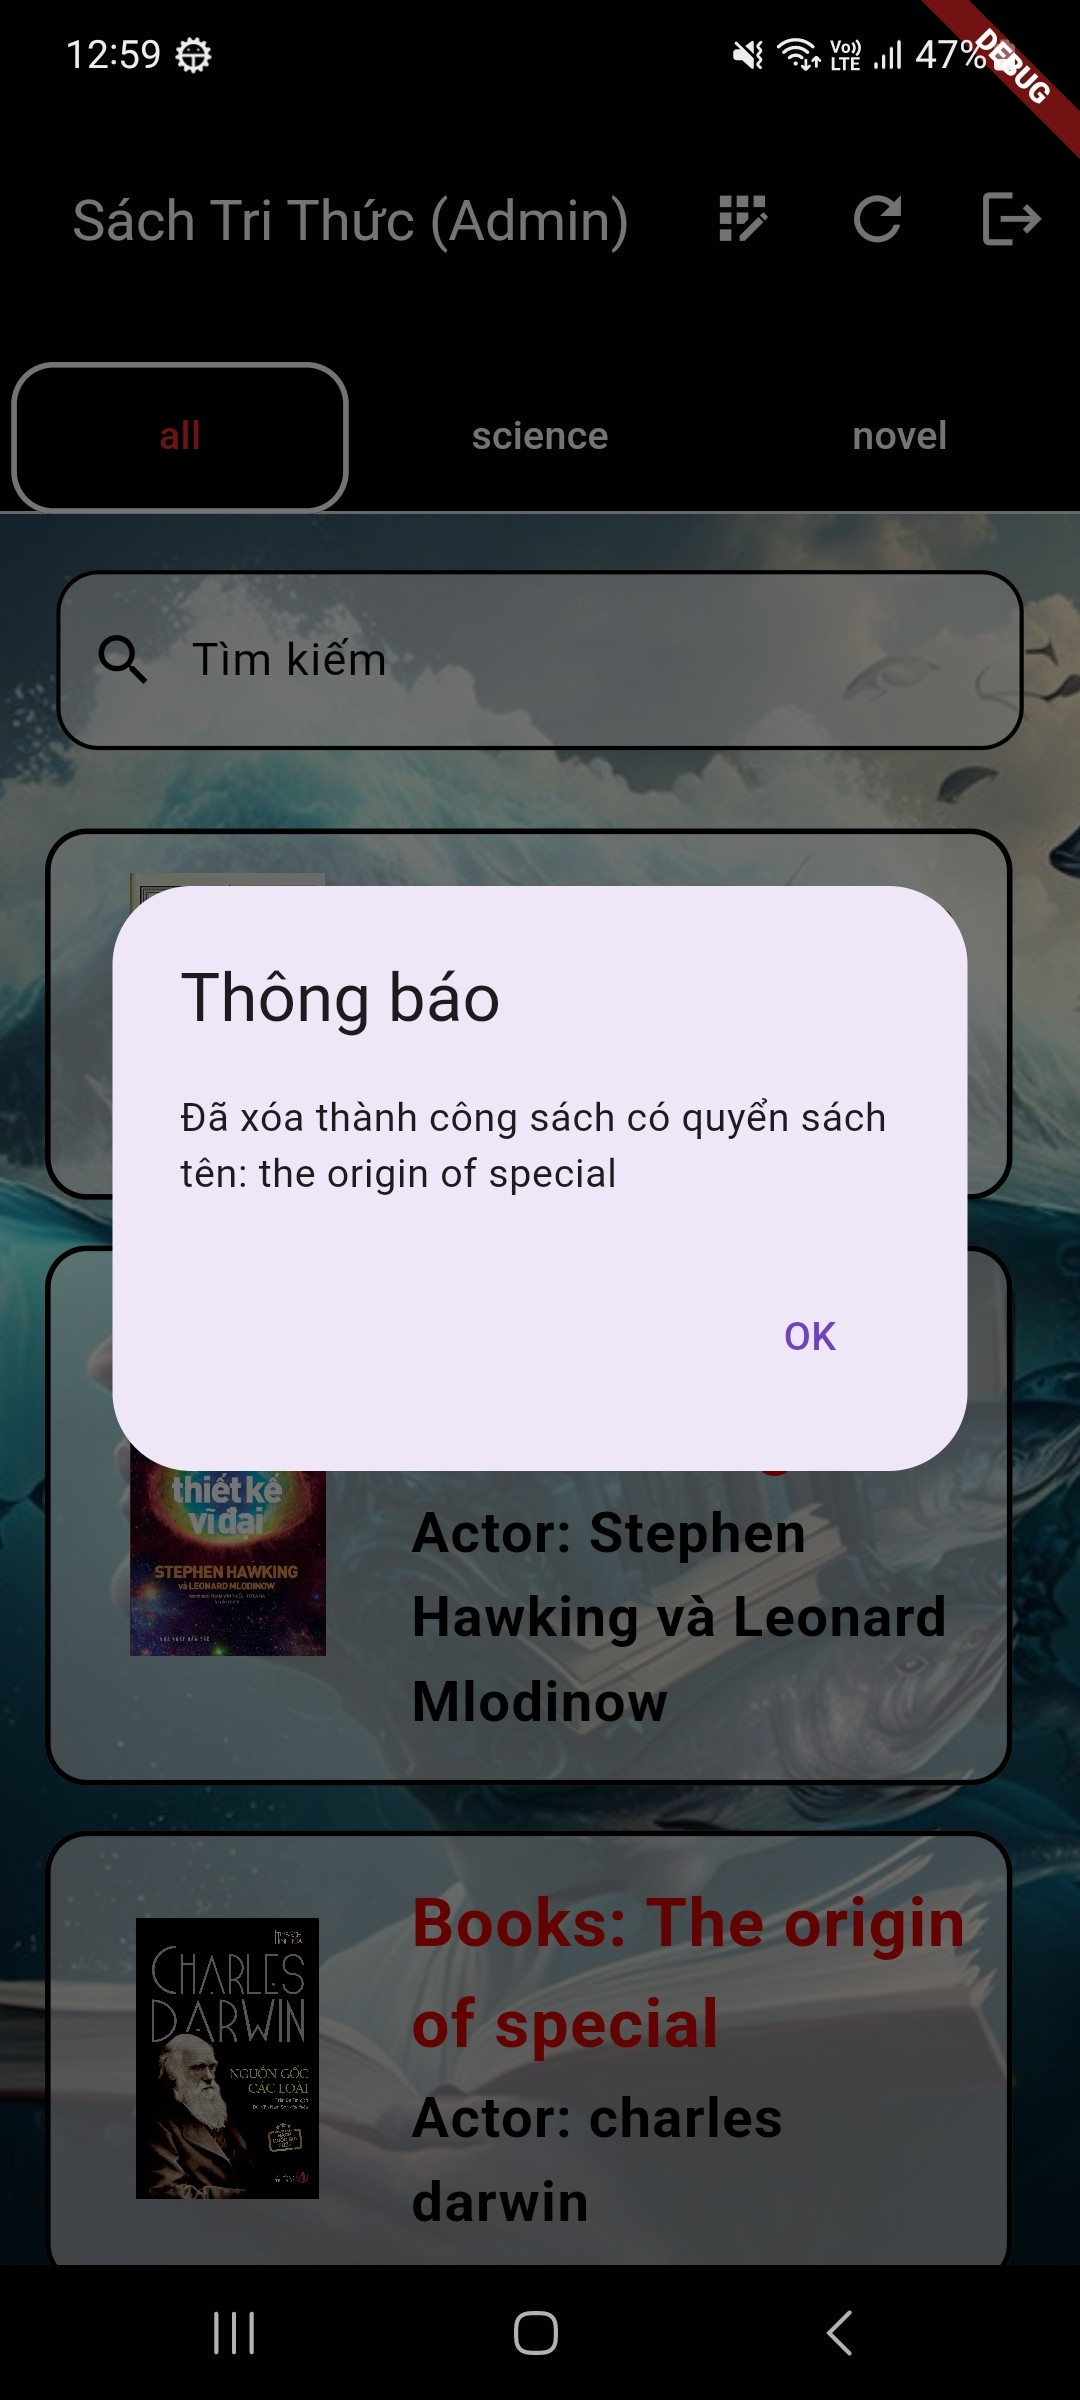 12:59
Vo))
LTE
47%
DEBUG
Sách Tri Thức (Admin)
all
science
novel
Tìm kiếm
Thông báo
Đã xóa thành công sách có quyển sách
tên: the origin of special
OK
thiết kế
vĩ đại
STEPHEN HAWKING
và LEONARD MLODINOW
Actor: Stephen
Hawking và Leonard
Mlodinow
CHARLES
DARWIN
NGUỒN GỐC
CÁC LOÀI
Books: The origin
of special
Actor: charles
darwin